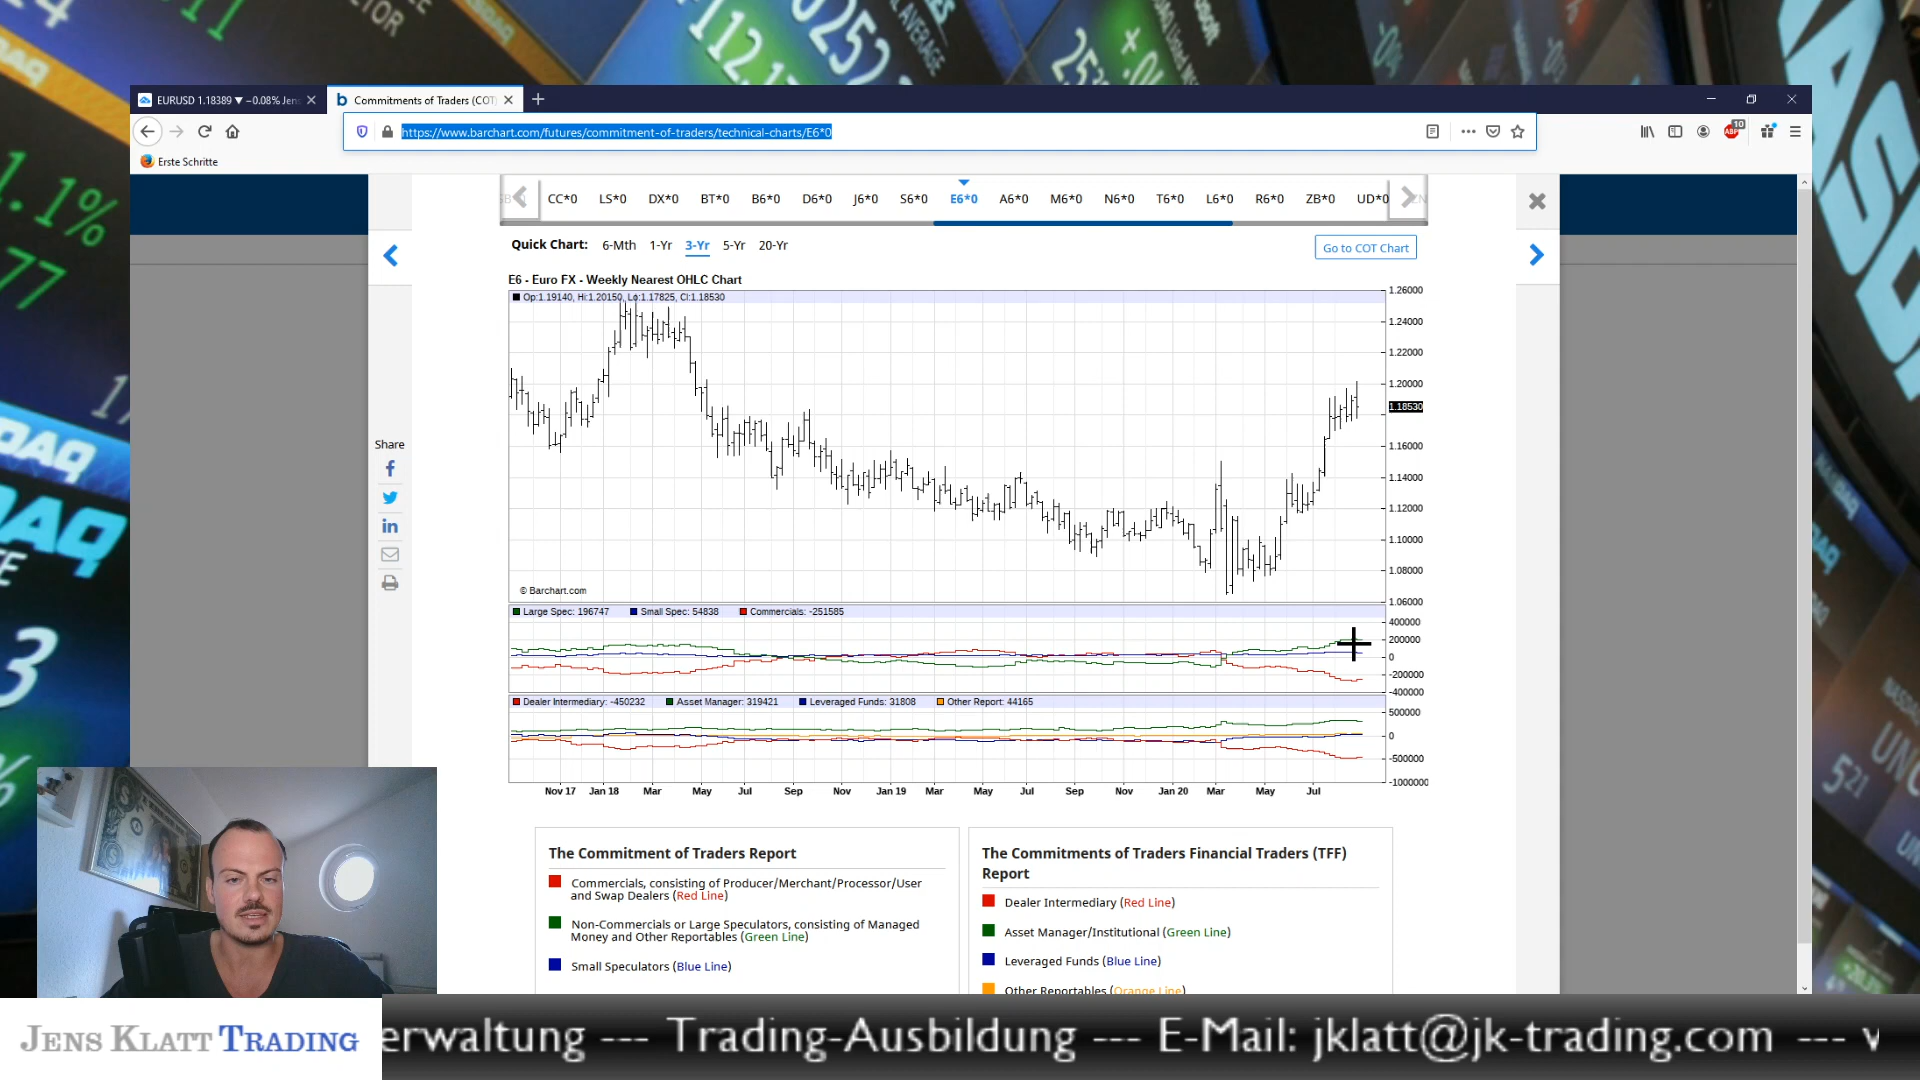 EURUSD 1.18389 ▼ −0.08% Jen
Commitments of Traders (COT
https://www.barchart.com/futures/commitment-of-traders/technical-charts/E6*0
ABP
10
Erste Schritte
CC*0 LS*0 DX*0 BT*0 B6*0 D6*0 J6*0 S6*0 E6*0 A6*0 M6*0 N6*0 T6*0 L6*0 R6*0 ZB*0 UD*0
Quick Chart: 6-Mth 1-Yr 3-Yr 5-Yr 20-Yr
Go to COT Chart
E6 - Euro FX - Weekly Nearest OHLC Chart
Op:1.19140, Hi:1.20150, Lo:1.17825, Cl:1.18530
1.26000
1.24000
1.22000
1.20000
1.18530
1.16000
1.14000
1.12000
1.10000
1.08000
1.06000
© Barchart.com
Large Spec: 196747 Small Spec: 54838 Commercials: -251585
400000
200000
0
-200000
-400000
Dealer Intermediary: -450232 Asset Manager: 319421 Leveraged Funds: 31808 Other Report: 44165
500000
0
-500000
-1000000
Nov 17 Jan 18 Mar May Jul Sep Nov Jan 19 Mar May Jul Sep Nov Jan 20 Mar May Jul
Share
The Commitment of Traders Report
Commercials, consisting of Producer/Merchant/Processor/User
and Swap Dealers (Red Line)
Non-Commercials or Large Speculators, consisting of Managed
Money and Other Reportables (Green Line)
Small Speculators (Blue Line)
The Commitments of Traders Financial Traders (TFF)
Report
Dealer Intermediary (Red Line)
Asset Manager/Institutional (Green Line)
Leveraged Funds (Blue Line)
Other Reportables (Orange Line)
JENS KLATT TRADING
erwaltung --- Trading-Ausbildung --- E-Mail: jklatt@jk-trading.com --- v